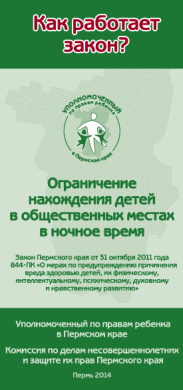 Как работает
закон?
УПОЛНОМОЧЕННЫЙ
по правам ребенка
в Пермском крае
Ограничение
нахождения детей
в общественных местах
в ночное время
Закон Пермского края от 31 октября 2011 года
844-ПК «О мерах по предупреждению причинения
вреда здоровью детей, их физическому,
интеллектуальному, психическому, духовному
и нравственному развитию»
Уполномоченный по правам ребенка
в Пермском крае
Комиссия по делам несовершеннолетних
и защите их прав Пермского края
Пермь 2014